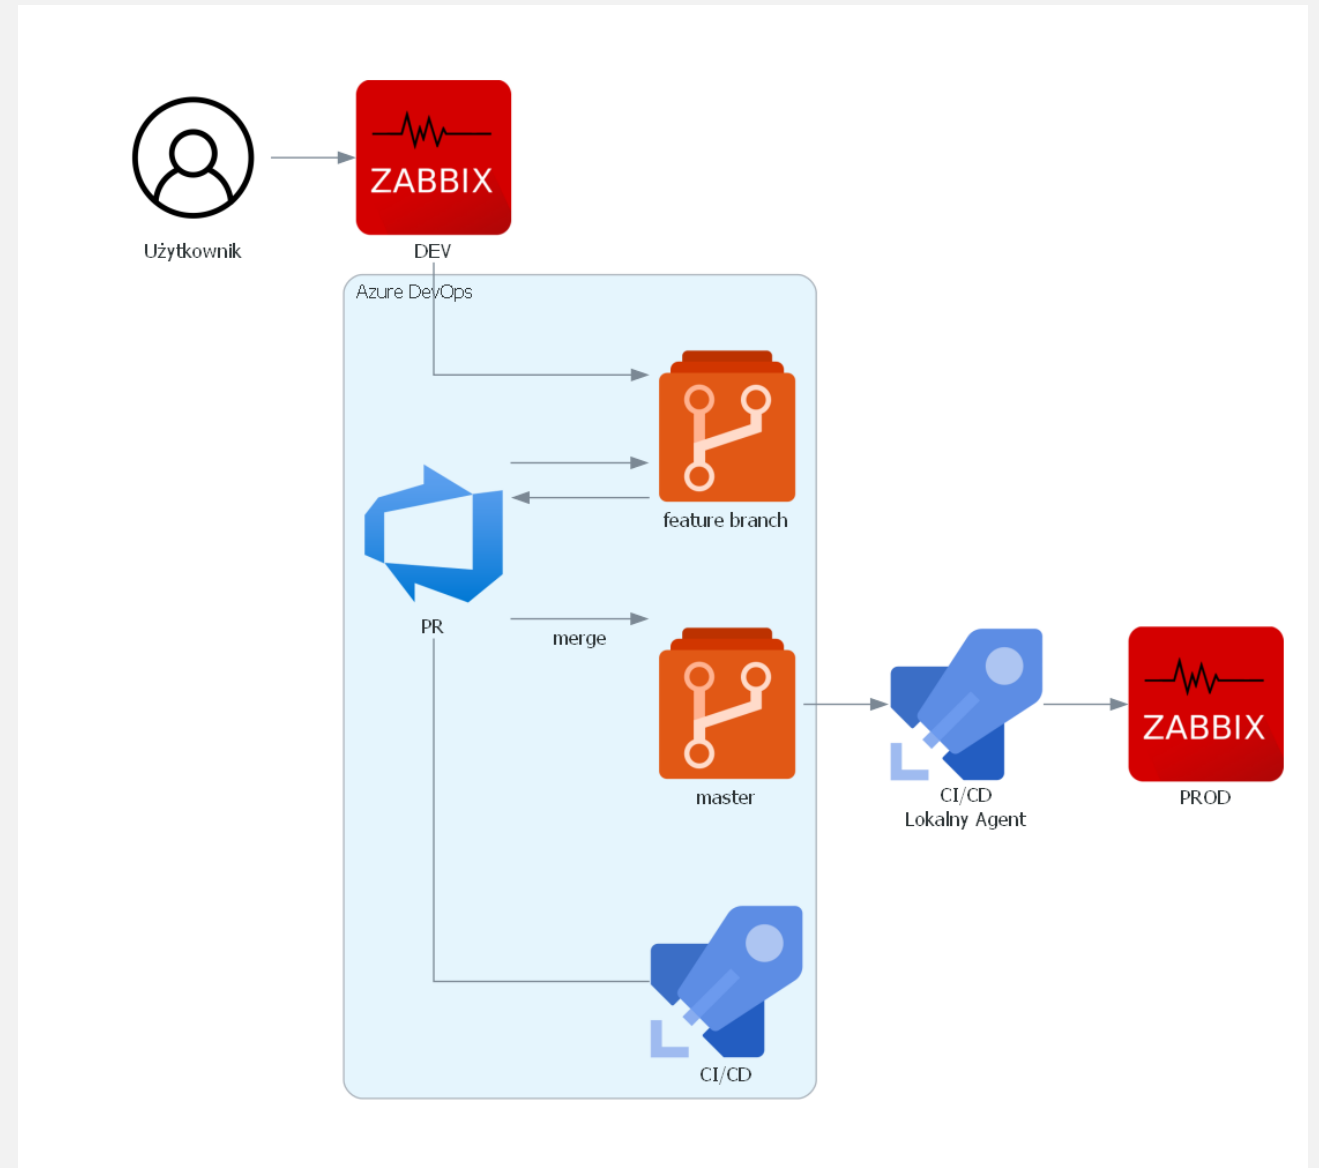 ZABBIX
Użytkownik
DEV
Azure DevOps
feature branch
PR
merge
master
CI/CD
Lokalny Agent
ZABBIX
PROD
CI/CD